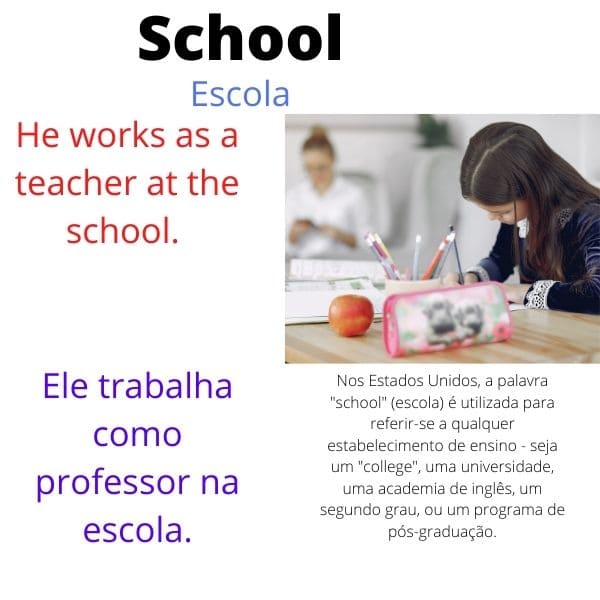 School
Escola
He works as a
teacher at the
school.
Ele trabalha
como
professor na
escola.
Nos Estados Unidos, a palavra
"school" (escola) é utilizada para
referir-se a qualquer
estabelecimento de ensino - seja
um "college", uma universidade,
uma academia de inglês, um
segundo grau, ou um programa de
pós-graduação.